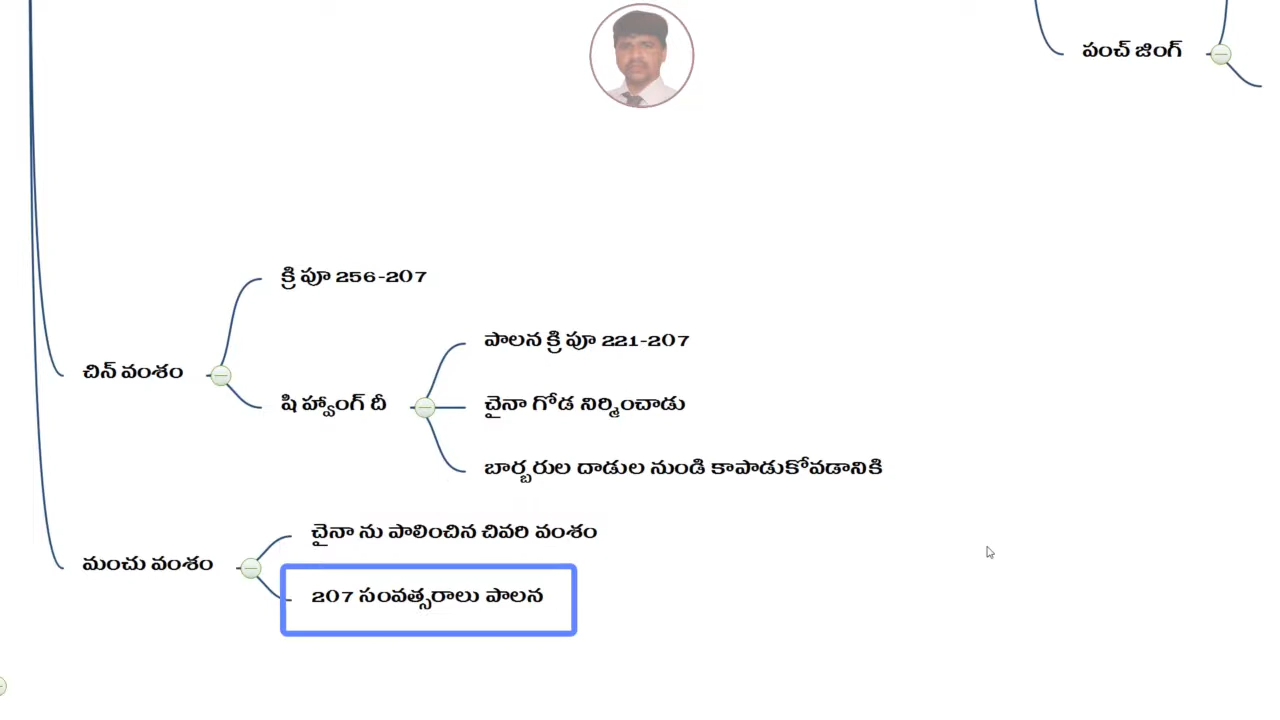 పంచ్ జింగ్
క్రీ పూ 256-207
పాలన క్రీ పూ 221-207
చిన్ వంశం
షి హ్వాంగ్ దీ
చైనా గోడ నిర్మించాడు
బార్బరుల దాడుల నుండి కాపాడుకోవడానికి
చైనా ను పాలించిన చివరి వంశం
మంచు వంశం
207 సంవత్సరాలు పాలన